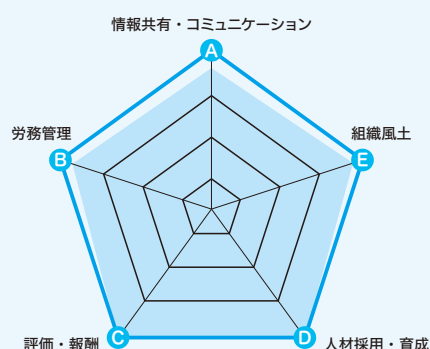 情報共有・コミュニケーション
A
労務管理
組織風土
B
E
評価・報酬
C
D
人材採用・育成